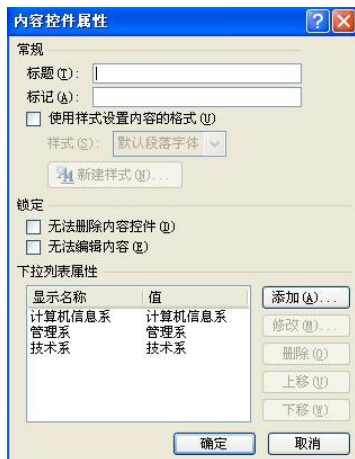 内容控件属性
常规
标题(T):
标记(A):
使用样式设置内容的格式(U)
样式(S): 默认段落字体
新建样式(N)...
锁定
无法删除内容控件(D)
无法编辑内容(E)
下拉列表属性
显示名称 值
计算机信息系 计算机信息系
管理系 管理系
技术系 技术系
添加(A)...
修改(M)...
删除(O)
上移(U)
下移(W)
确定 取消